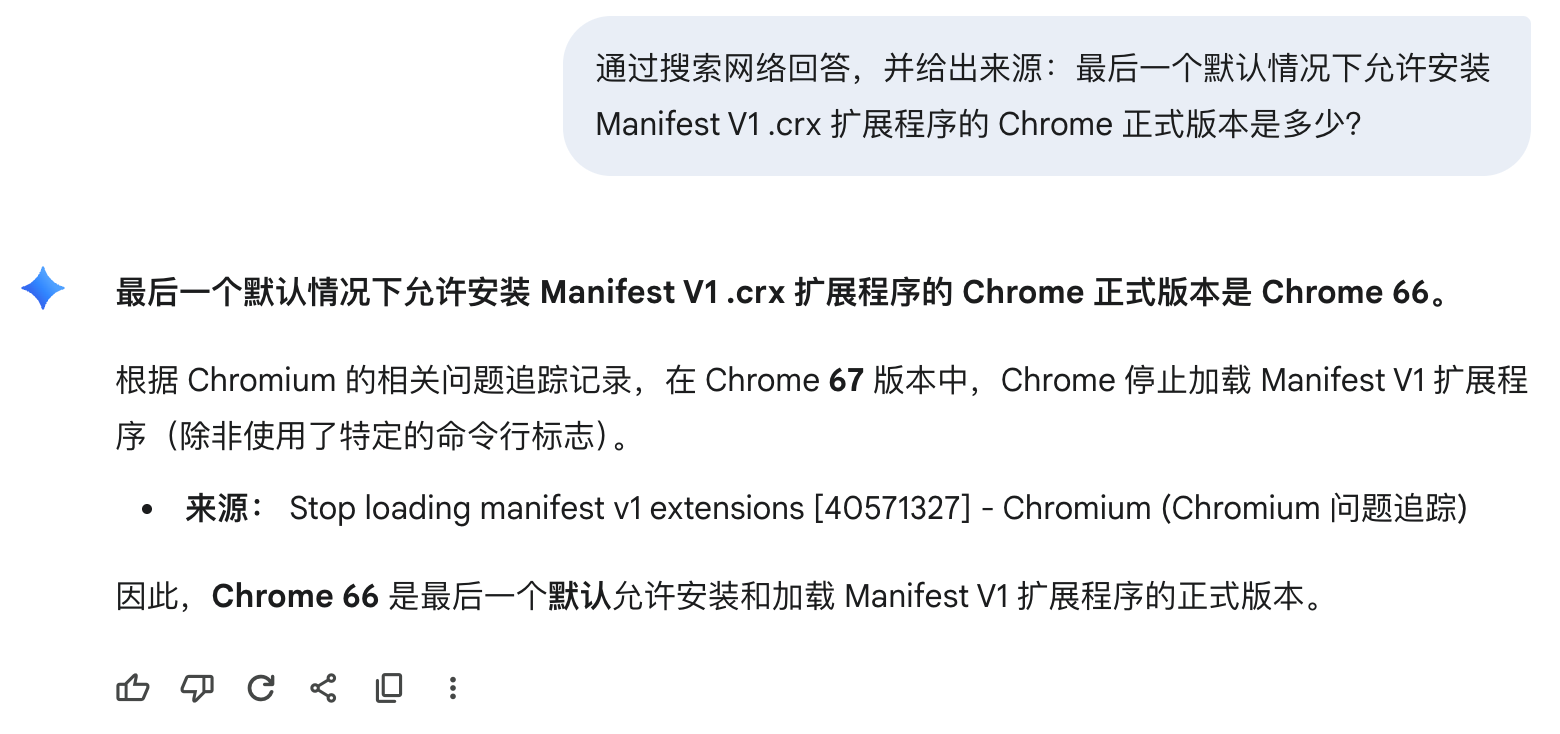 通过搜索网络回答，并给出来源：最后一个默认情况下允许安装
Manifest V1 .crx 扩展程序的 Chrome 正式版本是多少？
最后一个默认情况下允许安装 Manifest V1 .crx 扩展程序的 Chrome 正式版本是 Chrome 66。
根据 Chromium 的相关问题追踪记录，在 Chrome 67 版本中，Chrome 停止加载 Manifest V1 扩展程
序（除非使用了特定的命令行标志）。
• 来源： Stop loading manifest v1 extensions [40571327] - Chromium (Chromium 问题追踪)
因此，Chrome 66 是最后一个默认允许安装和加载 Manifest V1 扩展程序的正式版本。